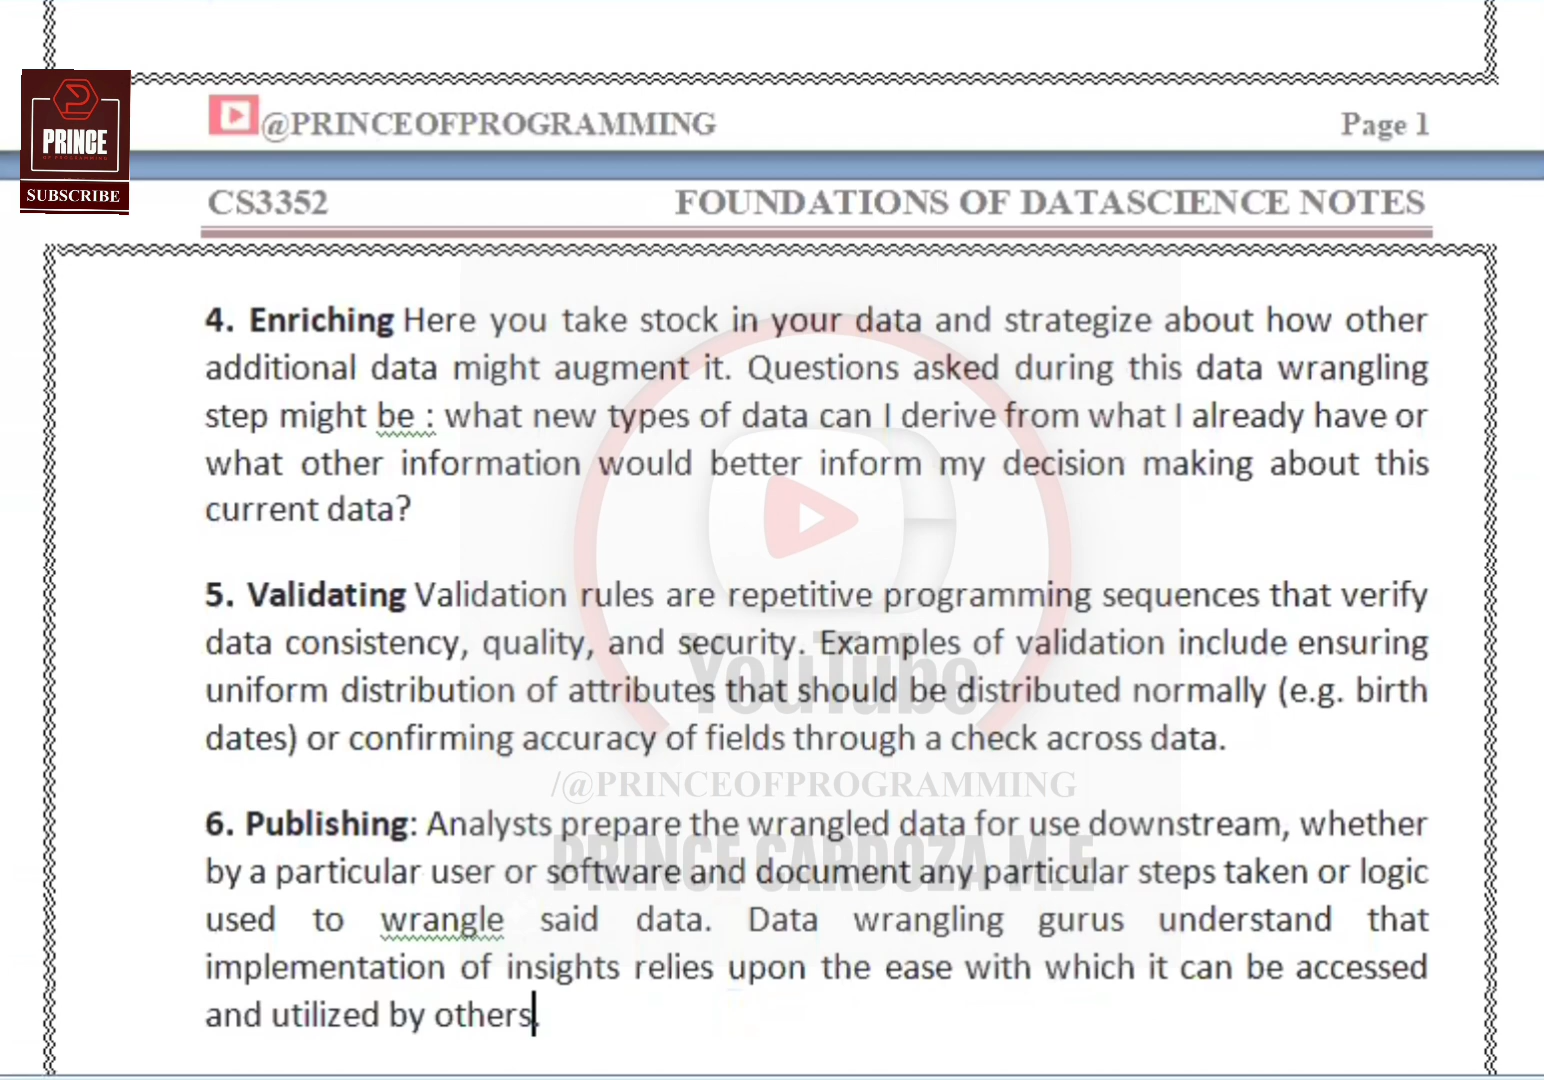 @PRINCEOFPROGRAMMING
Page 1
PRINCE
OF PROGRAMMING
SUBSCRIBE
CS3352
FOUNDATIONS OF DATASCIENCE NOTES
4. Enriching Here you take stock in your data and strategize about how other
additional data might augment it. Questions asked during this data wrangling
step might be : what new types of data can I derive from what I already have or
what other information would better inform my decision making about this
current data?
5. Validating Validation rules are repetitive programming sequences that verify
data consistency, quality, and security. Examples of validation include ensuring
uniform distribution of attributes that should be distributed normally (e.g. birth
dates) or confirming accuracy of fields through a check across data.
YouTube
/@PRINCEOFPROGRAMMING
PRINCE CARDOZA M.E
6. Publishing: Analysts prepare the wrangled data for use downstream, whether
by a particular user or software and document any particular steps taken or logic
used to wrangle said data. Data wrangling gurus understand that
implementation of insights relies upon the ease with which it can be accessed
and utilized by others.